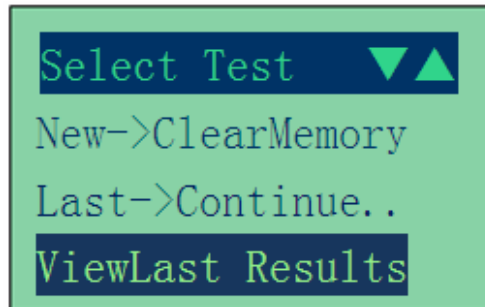 Select Test ▼▲
New->ClearMemory
Last->Continue..
ViewLast Results